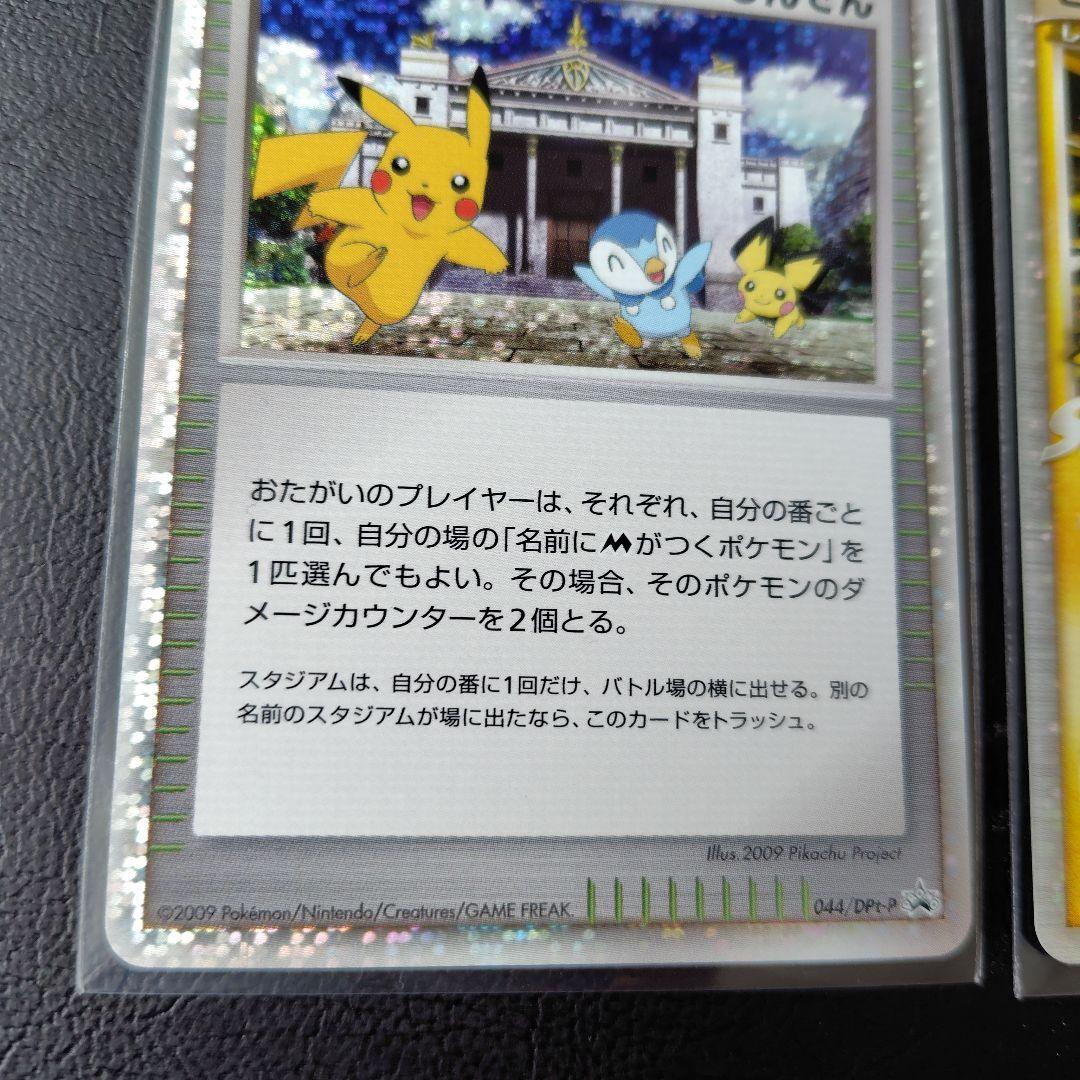 おたがいのプレイヤーは、それぞれ、自分の番ごと
に1回、自分の場の「名前にMがつくポケモン」を
1匹選んでもよい。その場合、そのポケモンのダ
メージカウンターを2個とる。
スタジアムは、自分の番に1回だけ、バトル場の横に出せる。別の
名前のスタジアムが場に出たなら、このカードをトラッシュ。
Illus. 2009 Pikachu Project
©2009 Pokémon/Nintendo/Creatures/GAME FREAK.
044/DPt-P